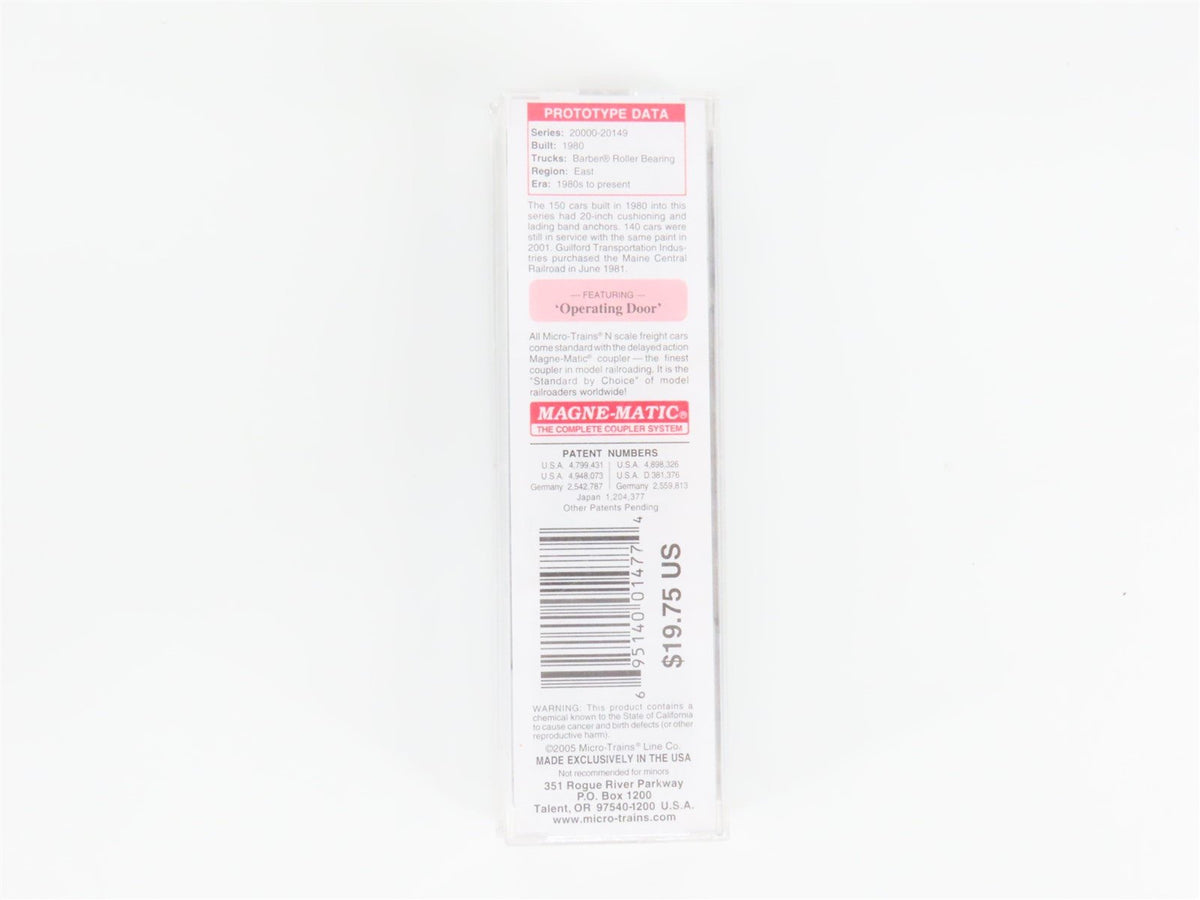 PROTOTYPE DATA
Series: 20000-20149
Built: 1980
Trucks: Barber® Roller Bearing
Region: East
Era: 1980s to present
The 150 cars built in 1980 into this
series had 20-inch cushioning and
lading band anchors. 140 cars were
still in service with the same paint in
2001. Guilford Transportation Indus-
tries purchased the Maine Central
Railroad in June 1981.
— FEATURING —
'Operating Door'
All Micro-Trains® N scale freight cars
come standard with the delayed action
Magne-Matic® coupler — the finest
coupler in model railroading. It is the
"Standard by Choice" of model
railroaders worldwide!
MAGNE-MATIC®
THE COMPLETE COUPLER SYSTEM
PATENT NUMBERS
U.S.A. 4,799,431 | U.S.A. 4,898,326
U.S.A. 4,948,073 | U.S.A. D.381,376
Germany 2,542,787 | Germany 2,559,813
Japan 1,204,377
Other Patents Pending
6 95140 01477 4
$19.75 US
WARNING: This product contains a
chemical known to the State of California
to cause cancer and birth defects (or other
reproductive harm).
©2005 Micro-Trains® Line Co.
MADE EXCLUSIVELY IN THE USA
Not recommended for minors
351 Rogue River Parkway
P.O. Box 1200
Talent, OR 97540-1200 U.S.A.
www.micro-trains.com